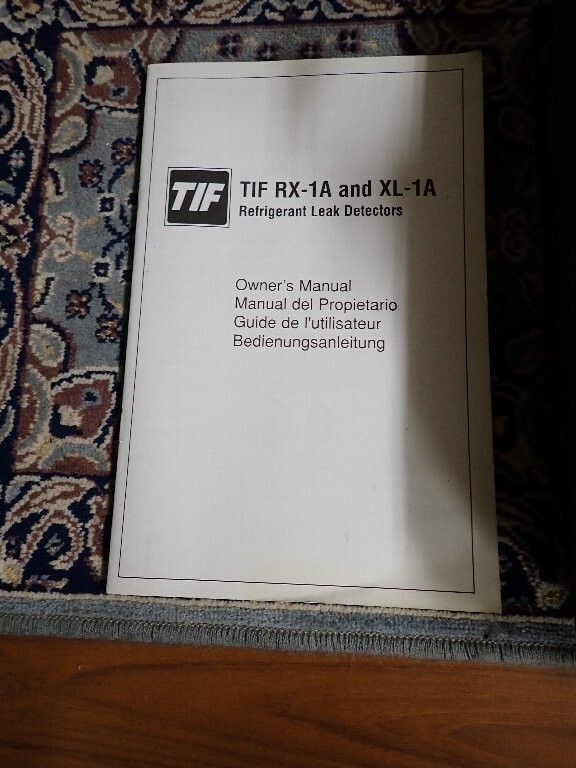 TIF
TIF RX-1A and XL-1A
Refrigerant Leak Detectors
Owner's Manual
Manual del Propietario
Guide de l'utilisateur
Bedienungsanleitung